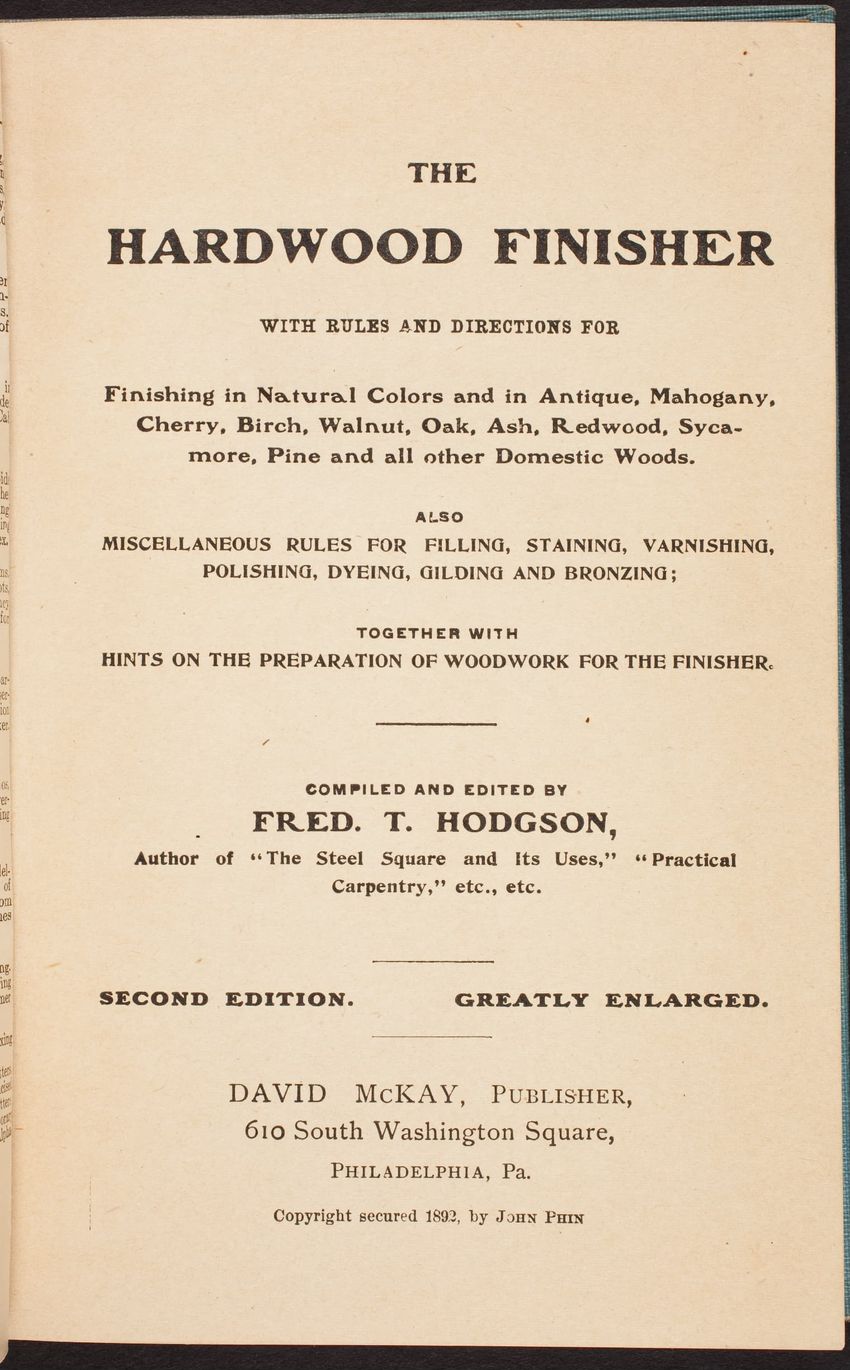 THE
HARDWOOD FINISHER
WITH RULES AND DIRECTIONS FOR
Finishing in Natural Colors and in Antique, Mahogany,
Cherry, Birch, Walnut, Oak, Ash, Redwood, Syca-
more, Pine and all other Domestic Woods.
ALSO
MISCELLANEOUS RULES FOR FILLING, STAINING, VARNISHING,
POLISHING, DYEING, GILDING AND BRONZING;
TOGETHER WITH
HINTS ON THE PREPARATION OF WOODWORK FOR THE FINISHER.
COMPILED AND EDITED BY
FRED. T. HODGSON,
Author of "The Steel Square and Its Uses," "Practical
Carpentry," etc., etc.
SECOND EDITION. GREATLY ENLARGED.
DAVID McKAY, PUBLISHER,
610 South Washington Square,
PHILADELPHIA, Pa.
Copyright secured 1892, by JOHN PHIN